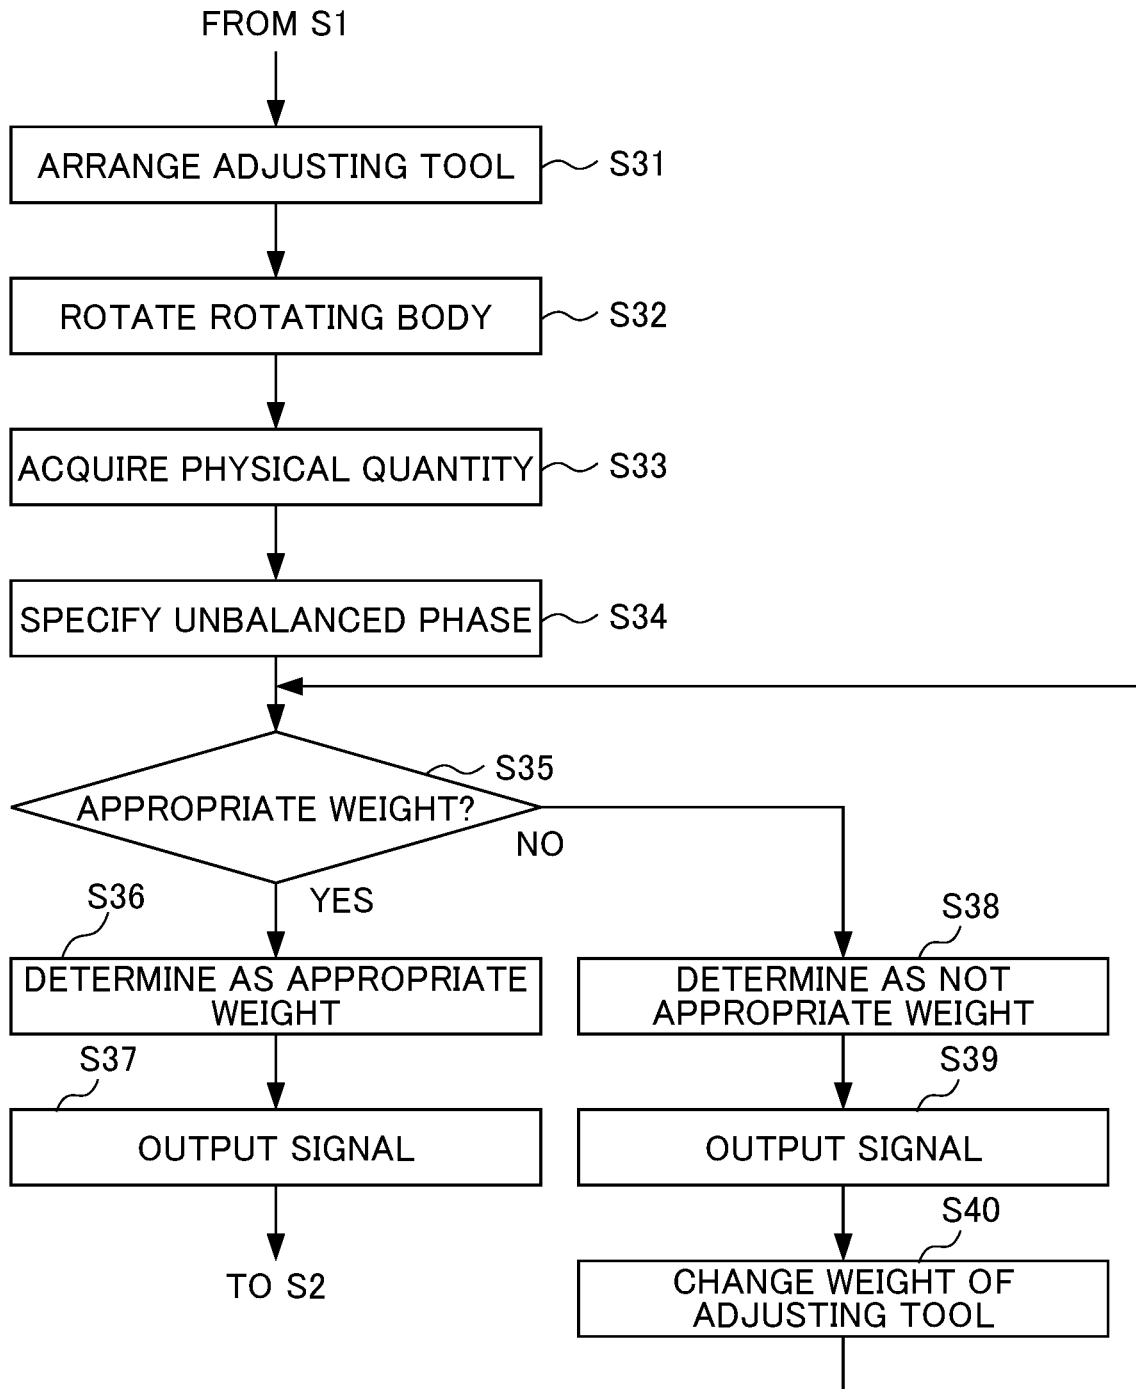 FROM S1
ARRANGE ADJUSTING TOOL
S31
ROTATE ROTATING BODY
S32
ACQUIRE PHYSICAL QUANTITY
S33
SPECIFY UNBALANCED PHASE
S34
S35
APPROPRIATE WEIGHT?
NO
YES
S36
DETERMINE AS APPROPRIATE
WEIGHT
S37
OUTPUT SIGNAL
TO S2
S38
DETERMINE AS NOT
APPROPRIATE WEIGHT
S39
OUTPUT SIGNAL
S40
CHANGE WEIGHT OF
ADJUSTING TOOL